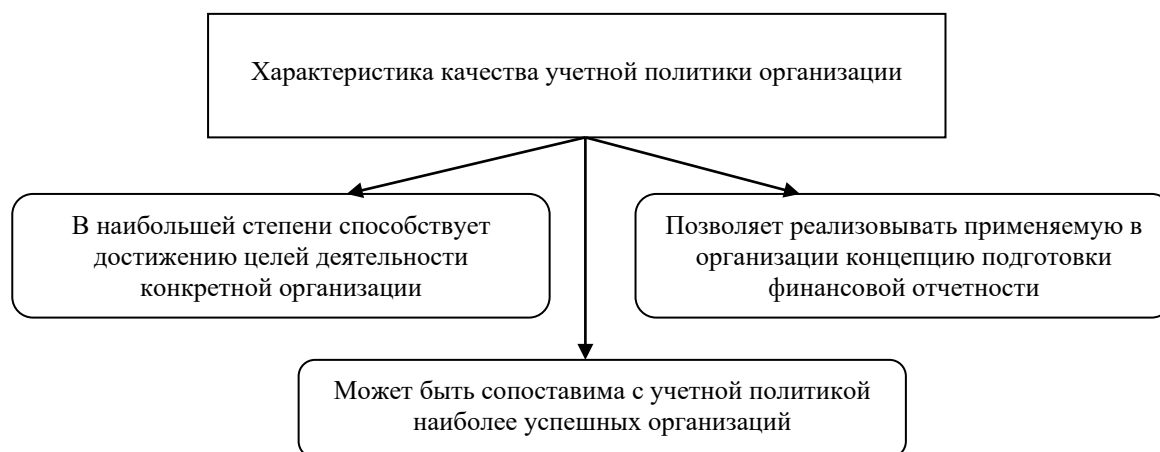 Характеристика качества учетной политики организации
В наибольшей степени способствует
достижению целей деятельности
конкретной организации
Позволяет реализовывать применяемую в
организации концепцию подготовки
финансовой отчетности
Может быть сопоставима с учетной политикой
наиболее успешных организаций